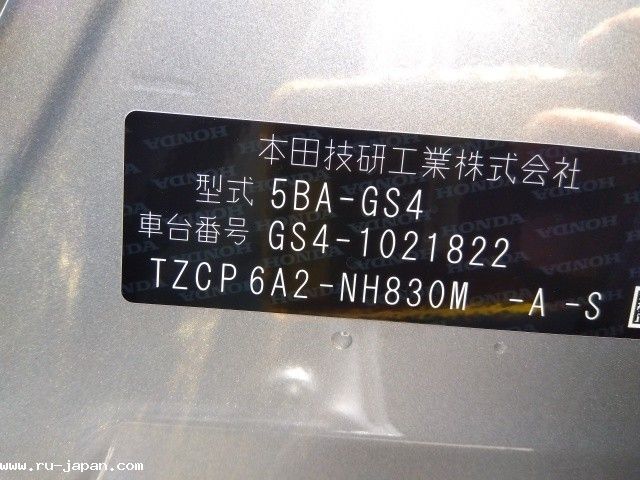 本田技研工業株式会社
型式 5BA-GS4
車台番号 GS4-1021822
TZCP6A2-NH830M -A -S
www.ru-japan.com